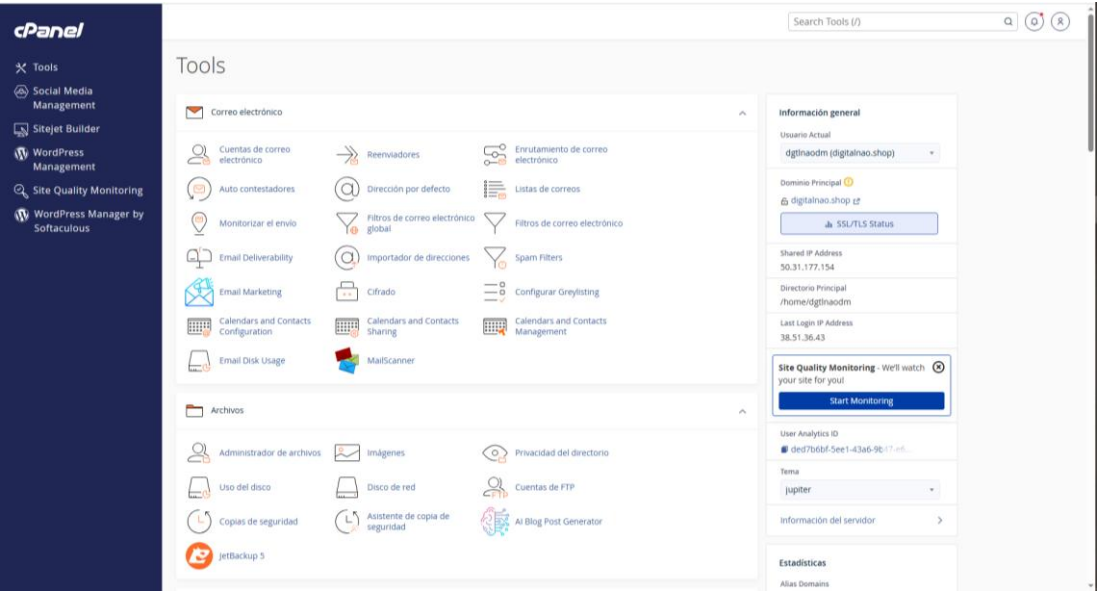 cPanel
Tools
Social Media
Management
Sitejet Builder
WordPress
Management
Site Quality Monitoring
WordPress Manager by
Softaculous
Search Tools (/)
Tools
Correo electrónico
Cuentas de correo
electrónico
Reenviadores
Enrutamiento de correo
electrónico
Auto contestadores
Dirección por defecto
Listas de correos
Monitorizar el envío
Filtros de correo electrónico
global
Filtros de correo electrónico
Email Deliverability
Importador de direcciones
Spam Filters
Email Marketing
Cifrado
Configurar Greylisting
Calendars and Contacts
Configuration
Calendars and Contacts
Sharing
Calendars and Contacts
Management
Email Disk Usage
MailScanner
Archivos
Administrador de archivos
Imágenes
Privacidad del directorio
Uso del disco
Disco de red
Cuentas de FTP
Copias de seguridad
Asistente de copia de
seguridad
AI Blog Post Generator
JetBackup 5
Información general
Usuario Actual
dgtlnaodm (digitalnao.shop)
Dominio Principal
digitalnao.shop
SSL/TLS Status
Shared IP Address
50.31.177.154
Directorio Principal
/home/dgtlnaodm
Last Login IP Address
38.51.36.43
Site Quality Monitoring - We'll watch
your site for you!
Start Monitoring
User Analytics ID
ded7b6bf-5ee1-43a6-9b47-e6...
Tema
jupiter
Información del servidor
Estadísticas
Alias Domains